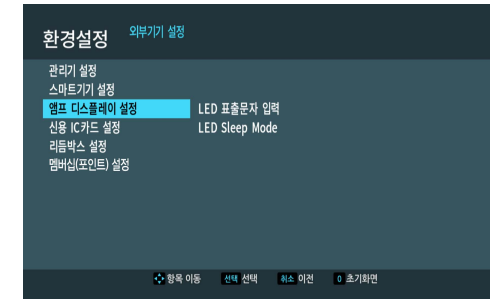 환경설정 외부기기 설정
관리기 설정
스마트기기 설정
앰프 디스플레이 설정 LED 표출문자 입력
신용 IC카드 설정 LED Sleep Mode
리듬박스 설정
멤버십(포인트) 설정
항목 이동 선택 선택 취소 이전 0 초기화면